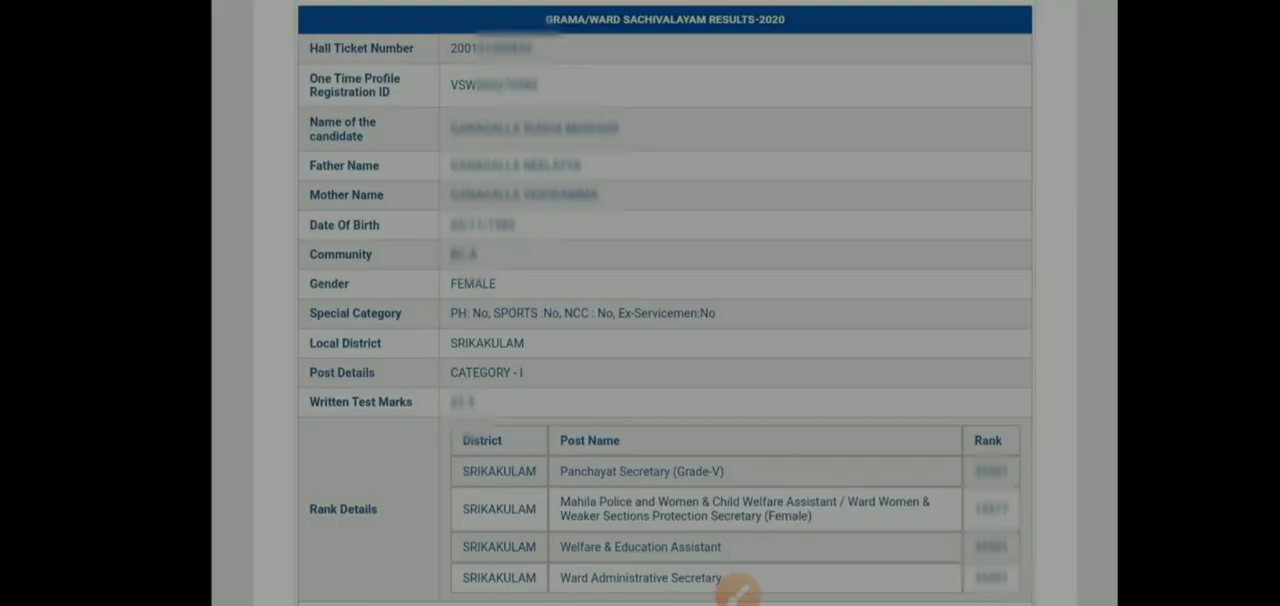 GRAMA/WARD SACHIVALAYAM RESULTS-2020
Hall Ticket Number 2001
One Time Profile
Registration ID VSW
Name of the
candidate
Father Name
Mother Name
Date Of Birth
Community
Gender FEMALE
Special Category PH: No, SPORTS :No, NCC : No, Ex-Servicemen:No
Local District SRIKAKULAM
Post Details CATEGORY - I
Written Test Marks
Rank Details
District Post Name Rank
SRIKAKULAM Panchayat Secretary (Grade-V)
SRIKAKULAM Mahila Police and Women & Child Welfare Assistant / Ward Women &
Weaker Sections Protection Secretary (Female)
SRIKAKULAM Welfare & Education Assistant
SRIKAKULAM Ward Administrative Secretary